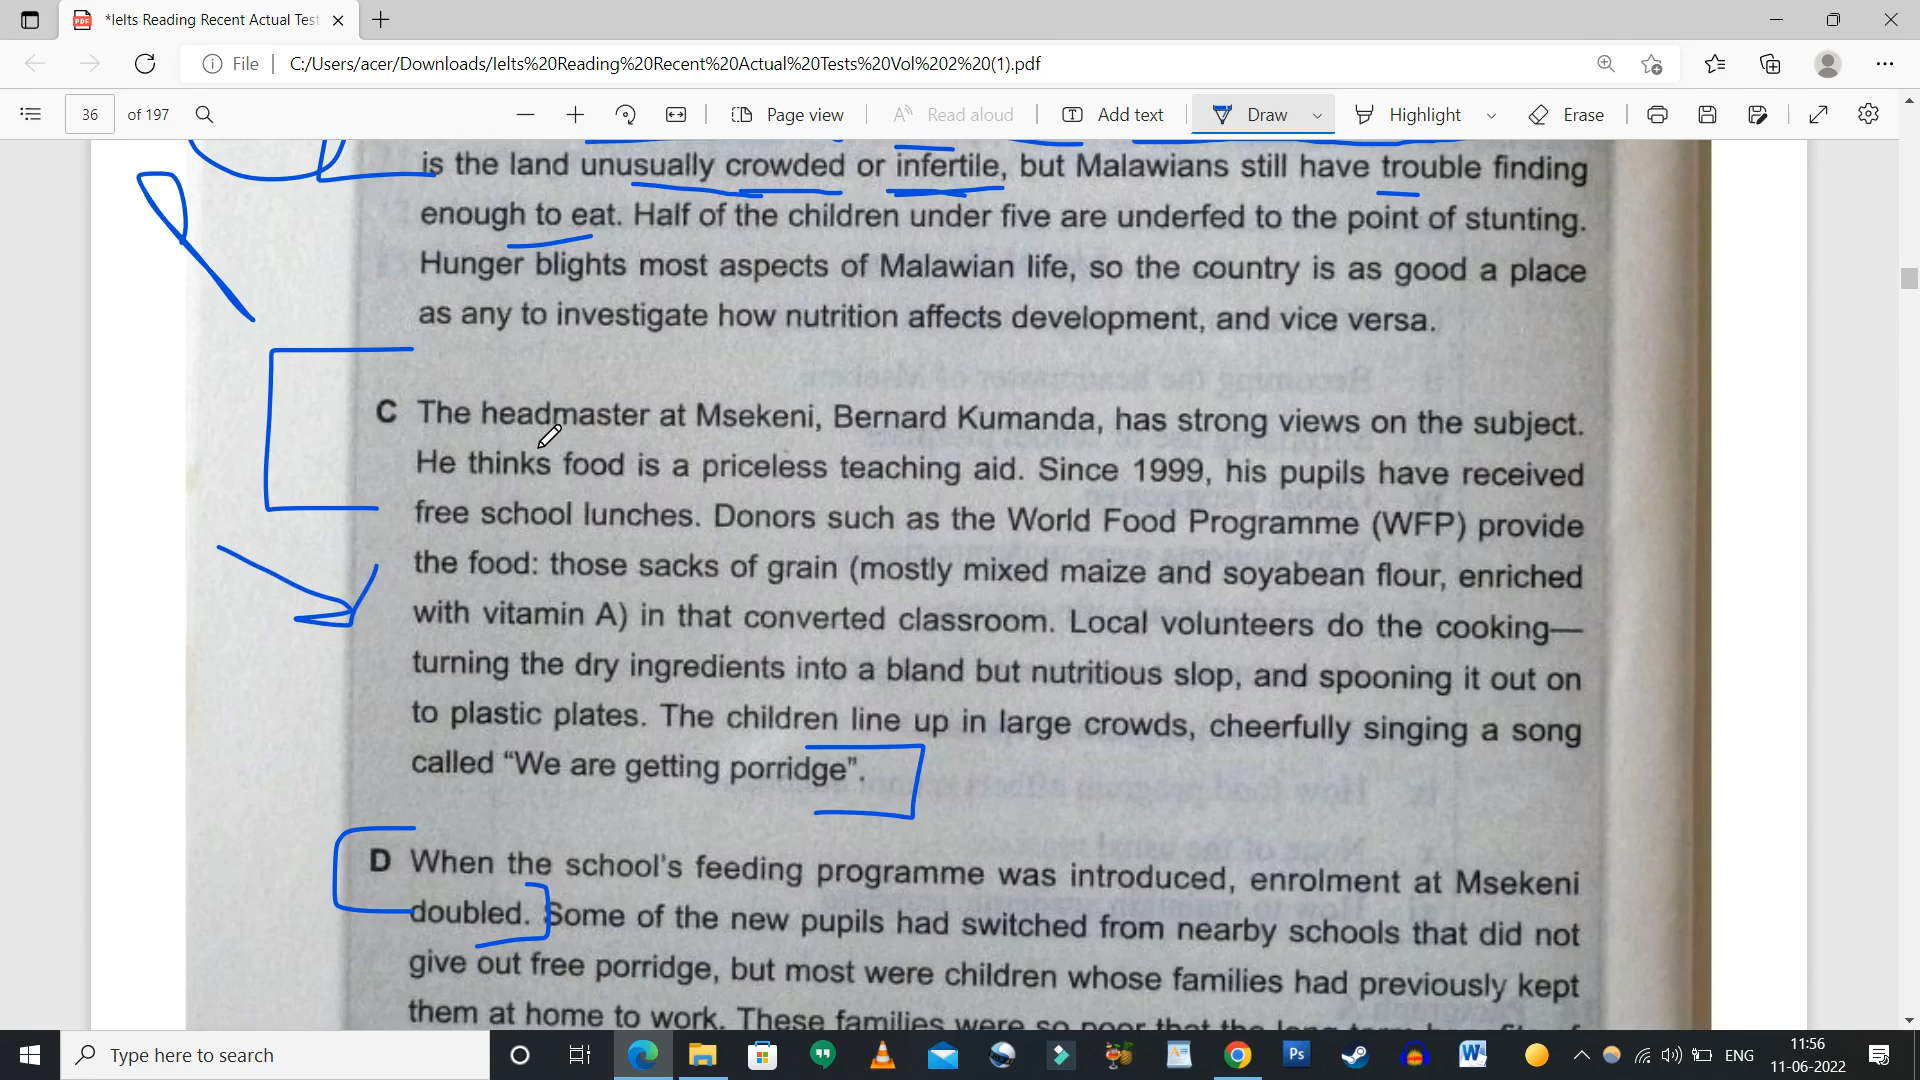 *Ielts Reading Recent Actual Test
File
C:/Users/acer/Downloads/Ielts%20Reading%20Recent%20Actual%20Tests%20Vol%202%20(1).pdf
36 of 197
Page view
Read aloud
Add text
Draw
Highlight
Erase
is the land unusually crowded or infertile, but Malawians still have trouble finding
enough to eat. Half of the children under five are underfed to the point of stunting.
Hunger blights most aspects of Malawian life, so the country is as good a place
as any to investigate how nutrition affects development, and vice versa.
C The headmaster at Msekeni, Bernard Kumanda, has strong views on the subject.
He thinks food is a priceless teaching aid. Since 1999, his pupils have received
free school lunches. Donors such as the World Food Programme (WFP) provide
the food: those sacks of grain (mostly mixed maize and soyabean flour, enriched
with vitamin A) in that converted classroom. Local volunteers do the cooking—
turning the dry ingredients into a bland but nutritious slop, and spooning it out on
to plastic plates. The children line up in large crowds, cheerfully singing a song
called “We are getting porridge”.
D When the school's feeding programme was introduced, enrolment at Msekeni
doubled. Some of the new pupils had switched from nearby schools that did not
give out free porridge, but most were children whose families had previously kept
them at home to work. These families were so poor that the
Type here to search
ENG
11:56
11-06-2022